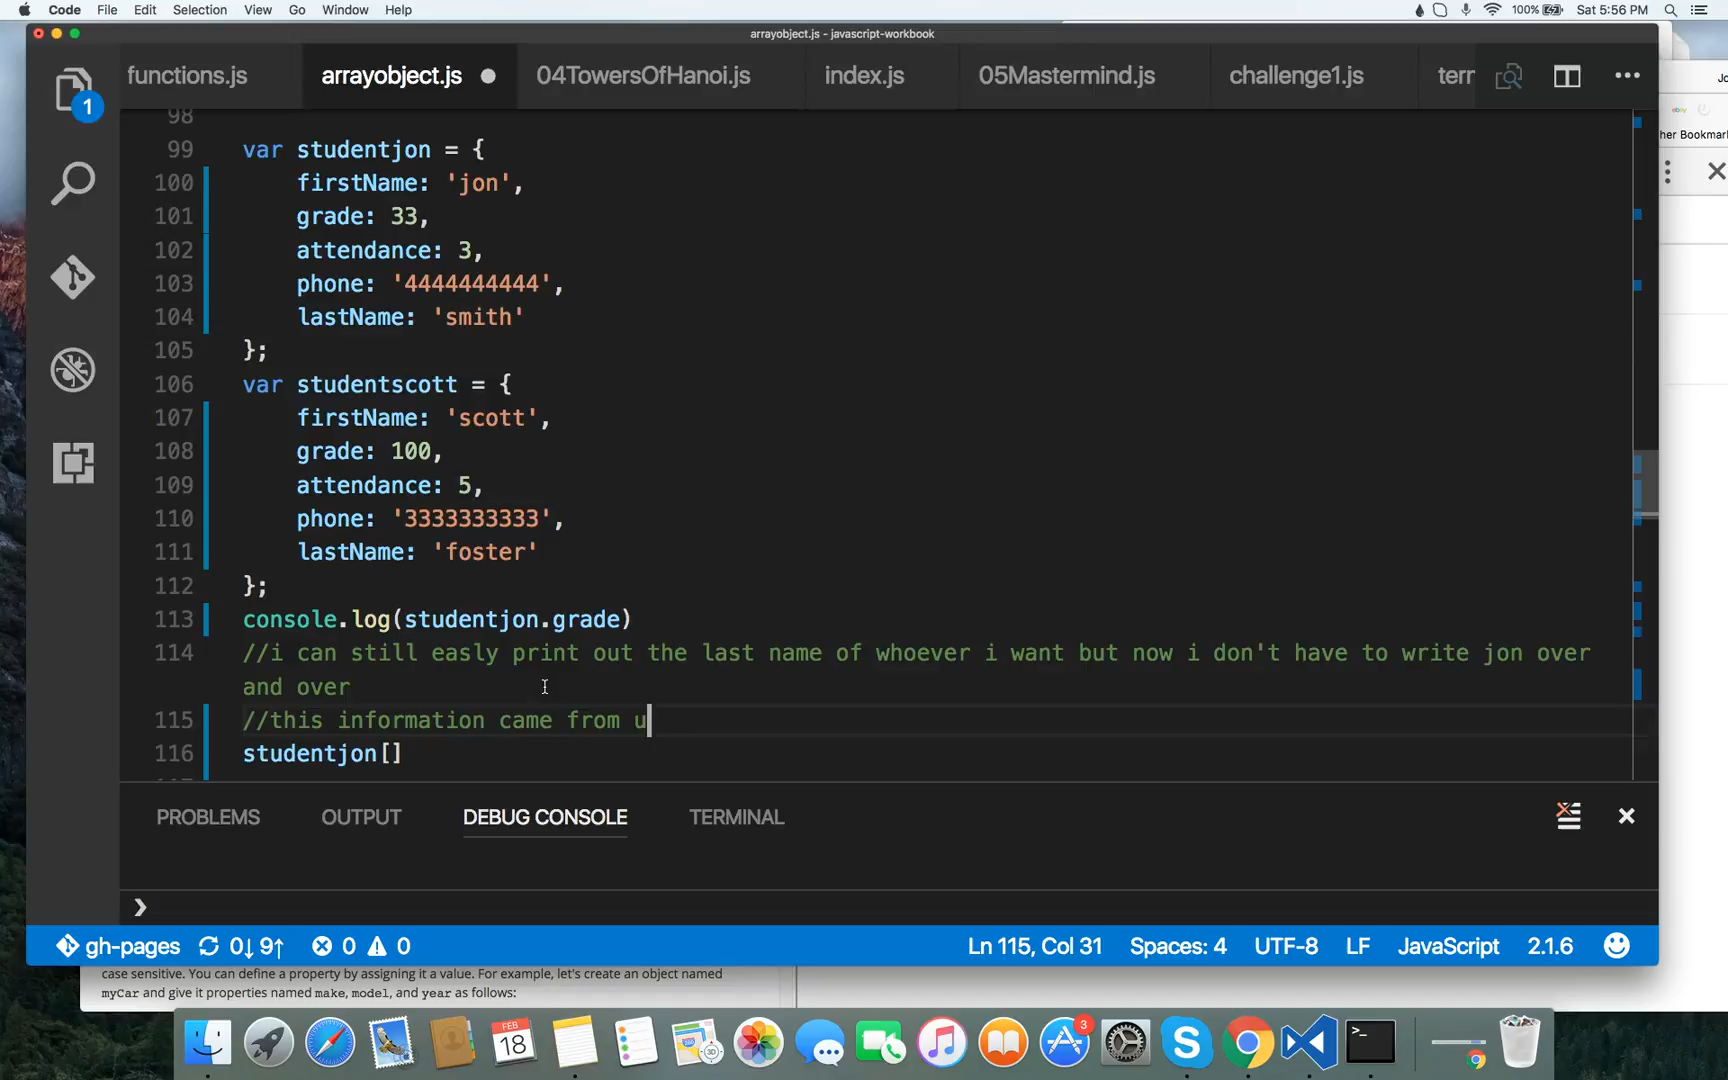 Code File Edit Selection View Go Window Help 100% Sat 5:56 PM
arrayobject.js - javascript-workbook
functions.js arrayobject.js 04TowersOfHanoi.js index.js 05Mastermind.js challenge1.js
98
99 var studentjon = {
100 firstName: 'jon',
101 grade: 33,
102 attendance: 3,
103 phone: '4444444444',
104 lastName: 'smith'
105 };
106 var studentscott = {
107 firstName: 'scott',
108 grade: 100,
109 attendance: 5,
110 phone: '3333333333',
111 lastName: 'foster'
112 };
113 console.log(studentjon.grade)
114 //i can still easly print out the last name of whoever i want but now i don't have to write jon over
and over
115 //this information came from u
116 studentjon[]
1
ebay
her Bookmar
PROBLEMS OUTPUT DEBUG CONSOLE TERMINAL
❯
gh-pages 0↓ 9↑ 0 0 Ln 115, Col 31 Spaces: 4 UTF-8 LF JavaScript 2.1.6
case sensitive. You can define a property by assigning it a value. For example, let's create an object named
myCar and give it properties named make, model, and year as follows:
FEB
18
3D
3
>_